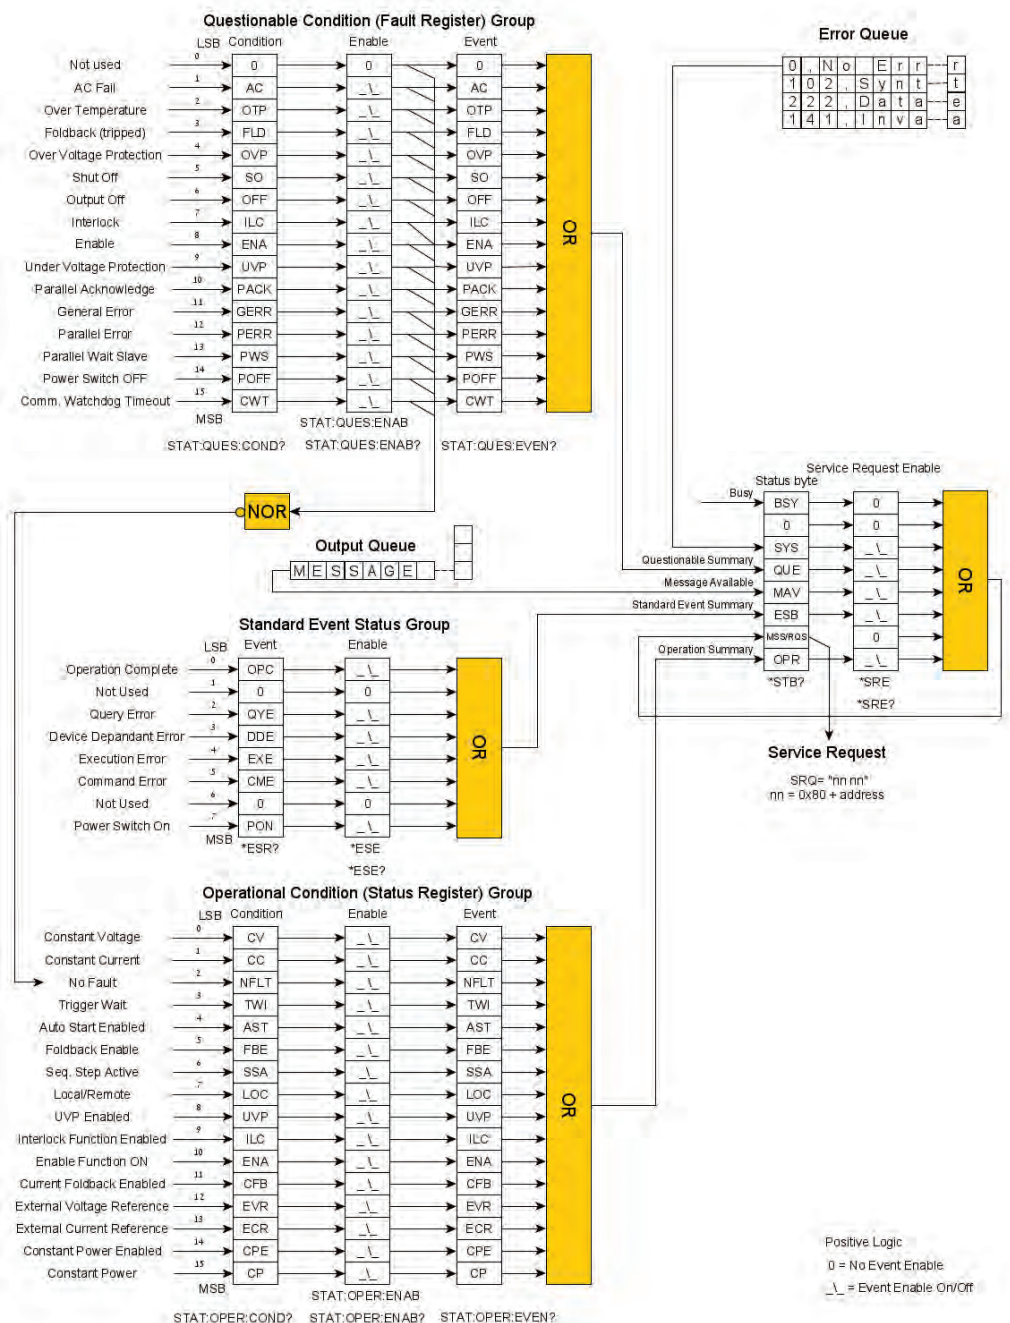 Questionable Condition (Fault Register) Group
LSB Condition Enable Event
Not used 0 0 0 0
AC Fail 1 AC _\_ AC
Over Temperature 2 OTP _\_ OTP
Foldback (tripped) 3 FLD _\_ FLD
Over Voltage Protection 4 OVP _\_ OVP
Shut Off 5 SO _\_ SO
Output Off 6 OFF _\_ OFF
Interlock 7 ILC _\_ ILC
Enable 8 ENA _\_ ENA
Under Voltage Protection 9 UVP _\_ UVP
Parallel Acknowledge 10 PACK _\_ PACK
General Error 11 GERR _\_ GERR
Parallel Error 12 PERR _\_ PERR
Parallel Wait Slave 13 PWS _\_ PWS
Power Switch OFF 14 POFF _\_ POFF
Comm. Watchdog Timeout 15 CWT _\_ CWT
OR
MSB STAT:QUES:ENAB
STAT:QUES:COND? STAT:QUES:ENAB? STAT:QUES:EVEN?
Error Queue
0 , N o E r r r
1 0 2 , S y n t t
2 2 2 , D a t a e
1 4 1 , I n v a a
NOR
Output Queue
M E S S A G E
Service Request Enable
Status byte
Busy BSY 0
0 0
SYS _\_
Questionable Summary QUE _\_
Message Available MAV _\_
Standard Event Summary ESB _\_
MSS/RQS 0
Operation Summary OPR _\_
OR
*STB? *SRE
*SRE?
Service Request
SRQ= "nn nn"
nn = 0x80 + address
Standard Event Status Group
LSB Event Enable
Operation Complete 0 OPC _\_
Not Used 1 0 0
Query Error 2 QYE _\_
Device Dependant Error 3 DDE _\_
Execution Error 4 EXE _\_
Command Error 5 CME _\_
Not Used 6 0 0
Power Switch On 7 PON _\_
OR
MSB *ESR? *ESE
*ESE?
Operational Condition (Status Register) Group
LSB Condition Enable Event
Constant Voltage 0 CV _\_ CV
Constant Current 1 CC _\_ CC
No Fault 2 NFLT _\_ NFLT
Trigger Wait 3 TWI _\_ TWI
Auto Start Enabled 4 AST _\_ AST
Foldback Enable 5 FBE _\_ FBE
Seq. Step Active 6 SSA _\_ SSA
Local/Remote 7 LOC _\_ LOC
UVP Enabled 8 UVP _\_ UVP
Interlock Function Enabled 9 ILC _\_ ILC
Enable Function ON 10 ENA _\_ ENA
Current Foldback Enabled 11 CFB _\_ CFB
External Voltage Reference 12 EVR _\_ EVR
External Current Reference 13 ECR _\_ ECR
Constant Power Enabled 14 CPE _\_ CPE
Constant Power 15 CP _\_ CP
OR
MSB STAT:OPER:ENAB
STAT:OPER:COND? STAT:OPER:ENAB? STAT:OPER:EVEN?
Positive Logic
0 = No Event Enable
_\_ = Event Enable On/Off